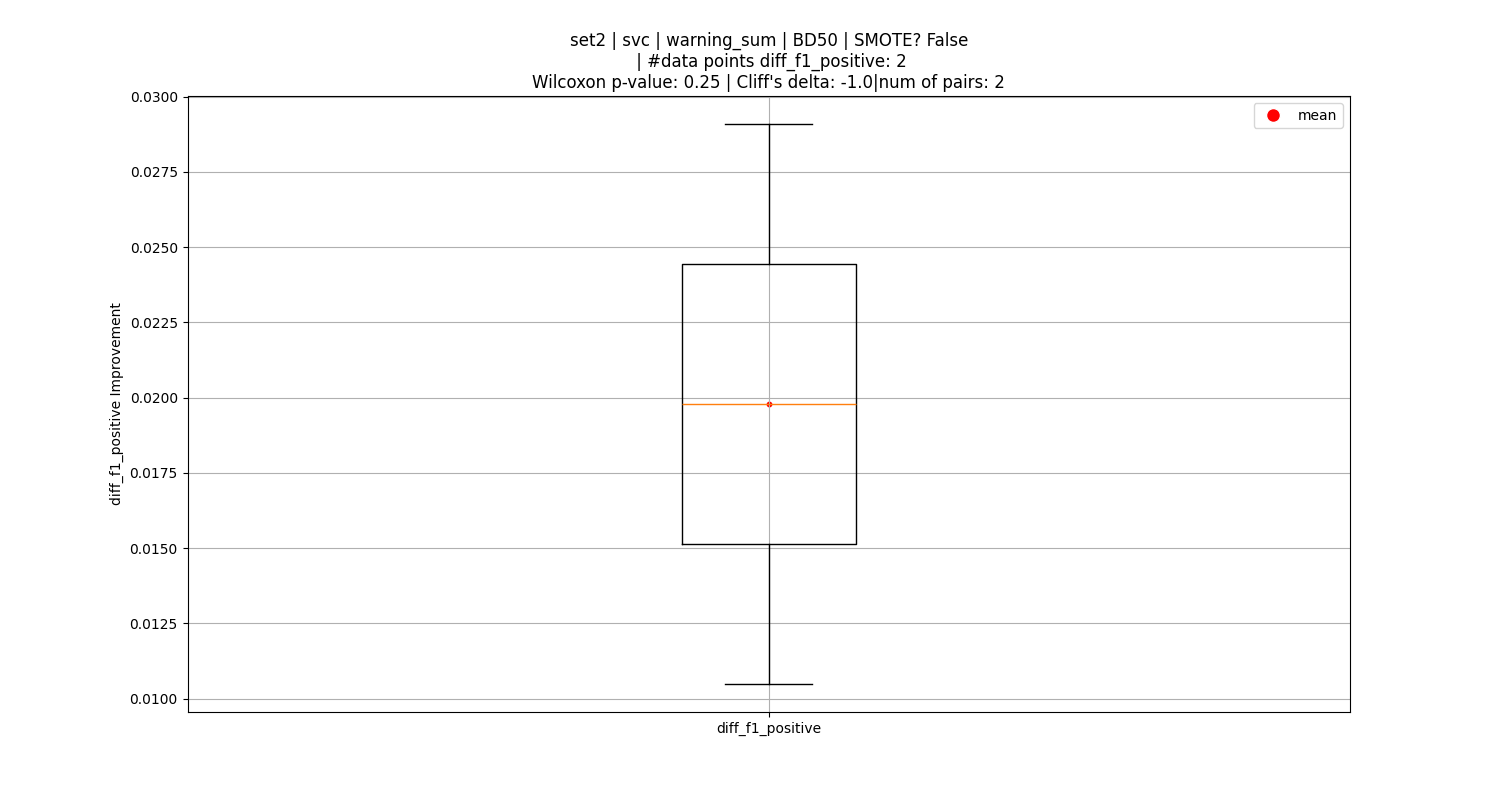 set2 | svc | warning_sum | BD50 | SMOTE? False
| #data points diff_f1_positive: 2
Wilcoxon p-value: 0.25 | Cliff's delta: -1.0|num of pairs: 2
mean
0.0300
0.0275
0.0250
0.0225
0.0200
0.0175
0.0150
0.0125
0.0100
diff_f1_positive Improvement
diff_f1_positive